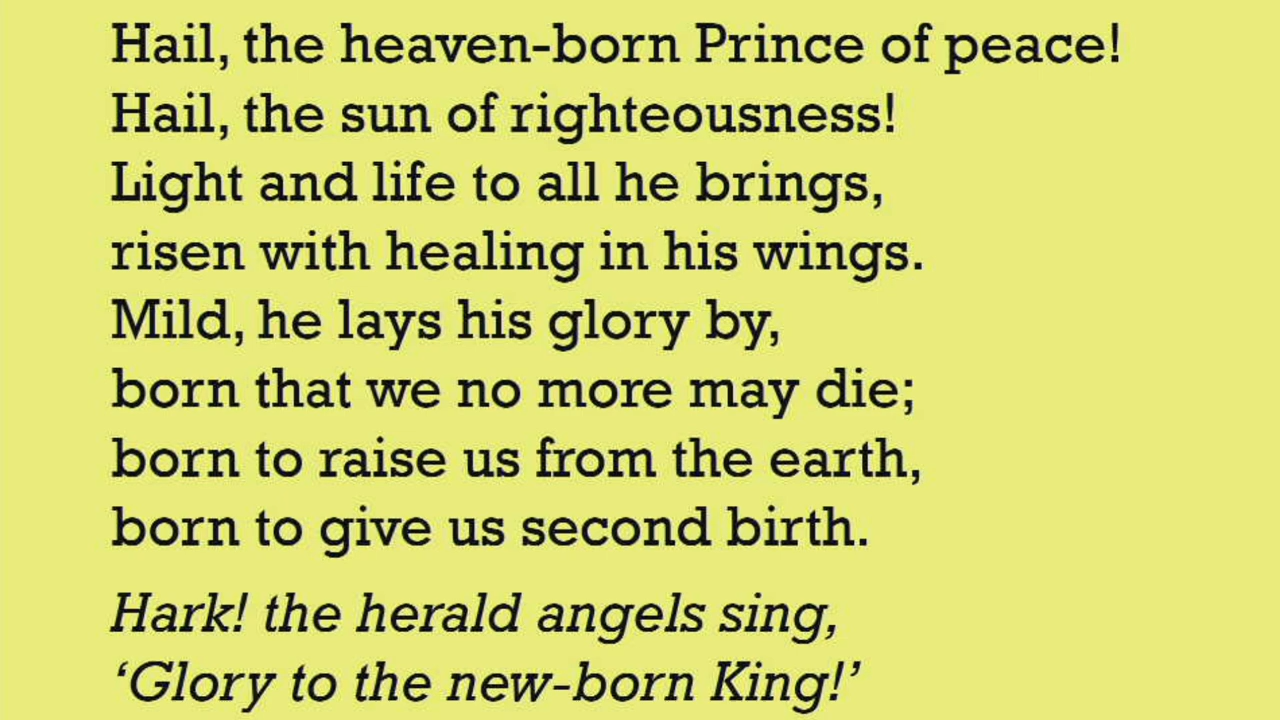 Hail, the heaven-born Prince of peace!
Hail, the sun of righteousness!
Light and life to all he brings,
risen with healing in his wings.
Mild, he lays his glory by,
born that we no more may die;
born to raise us from the earth,
born to give us second birth.
Hark! the herald angels sing,
‘Glory to the new-born King!’